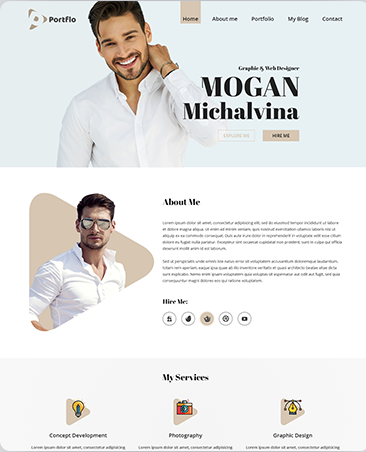 Portflo
Home About me Portfolio My Blog Contact
Graphic & Web Designer
MOGAN
Michalvina
EXPLORE ME HIRE ME
About Me
Lorem ipsum dolor sit amet, consectetur adipisicing elit, sed do eiusmod tempor incididunt ut labore
et dolore magna aliqua. Ut enim ad minim veniam, quis nostrud exercitation ullamco laboris nisi ut
aliquip ex ea commodo consequat. Duis aute irure dolor in reprehenderit in voluptate velit esse cillum
dolore eu fugiat nulla pariatur. Excepteur sint occaecat cupidatat non proident, sunt in culpa qui officia
deserunt mollit anim id est laborum.
Sed ut perspiciatis unde omnis iste natus error sit voluptatem accusantium doloremque laudantium,
totam rem aperiam, eaque ipsa quae ab illo inventore veritatis et quasi architecto beatae vitae dicta
sunt explicabo. Nemo enim ipsam voluptatem quia voluptas sit aspernatur aut odit aut fugit, sed quia
consequuntur magni dolores eos qui ratione voluptatem.
Hire Me:
My Services
Concept Development Photography Graphic Design
Lorem ipsum dolor sit amet, adipisicing Lorem ipsum dolor sit amet, adipisicing Lorem ipsum dolor sit amet, adipisicing